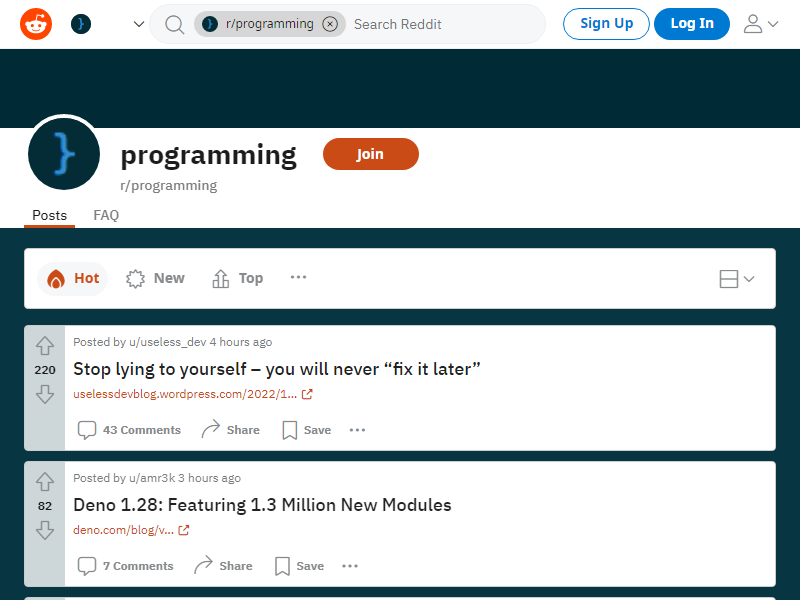 r/programming
Search Reddit
Sign Up
Log In
programming
Join
r/programming
Posts
FAQ
Hot
New
Top
Posted by u/useless_dev 4 hours ago
220
Stop lying to yourself – you will never “fix it later”
uselessdevblog.wordpress.com/2022/1...
43 Comments
Share
Save
Posted by u/amr3k 3 hours ago
82
Deno 1.28: Featuring 1.3 Million New Modules
deno.com/blog/v...
7 Comments
Share
Save